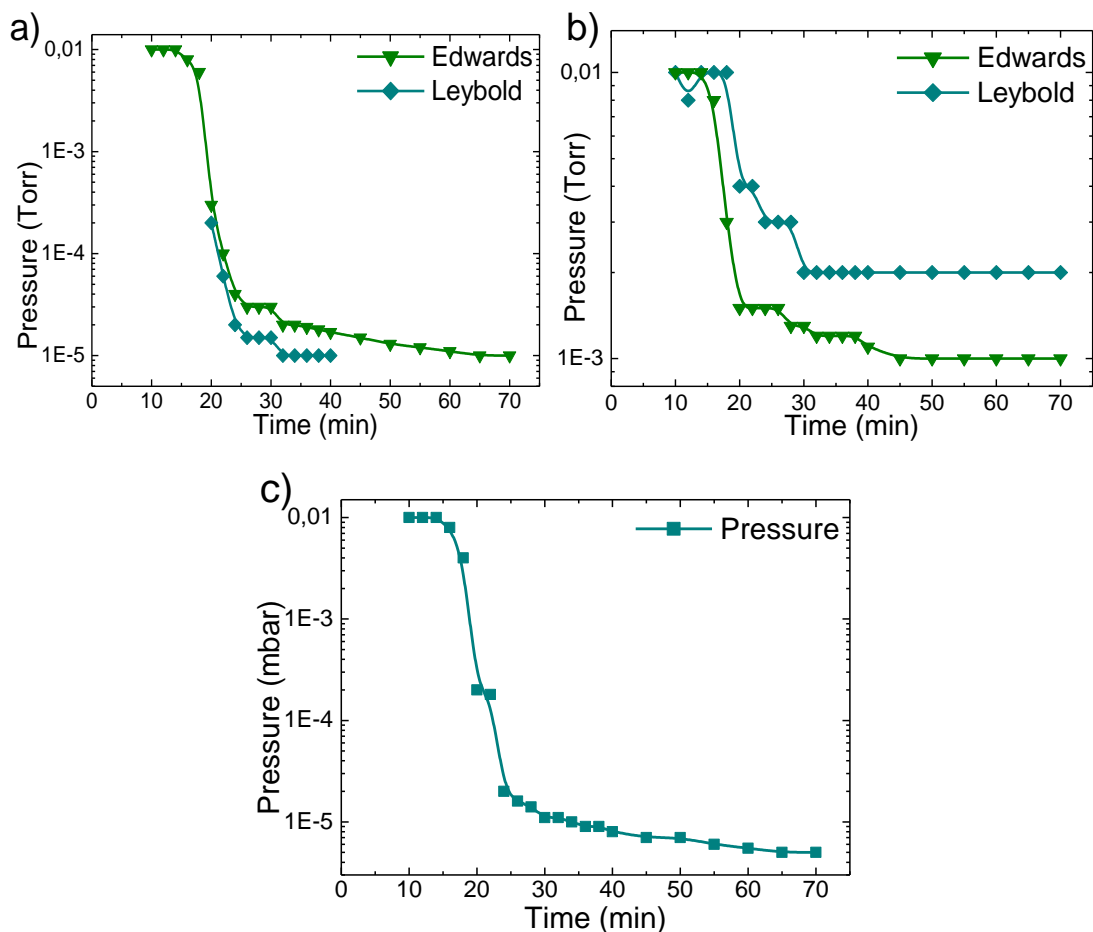 a)
Edwards
Leybold
Pressure (Torr)
0,01
1E-3
1E-4
1E-5
0 10 20 30 40 50 60 70
Time (min)
b)
Edwards
Leybold
Pressure (Torr)
0,01
1E-3
0 10 20 30 40 50 60 70
Time (min)
c)
Pressure
Pressure (mbar)
0,01
1E-3
1E-4
1E-5
0 10 20 30 40 50 60 70
Time (min)